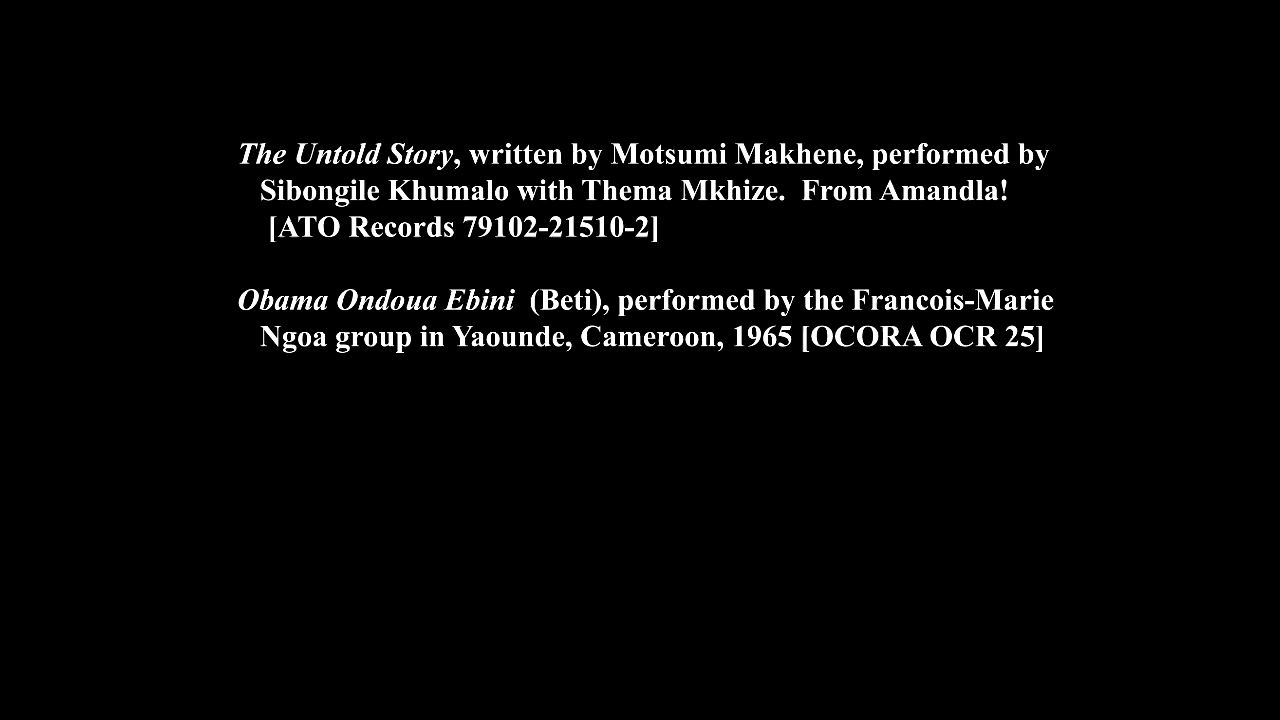 The Untold Story, written by Motsumi Makhene, performed by
Sibongile Khumalo with Thema Mkhize. From Amandla!
[ATO Records 79102-21510-2]
Obama Ondoua Ebini (Beti), performed by the Francois-Marie
Ngoa group in Yaounde, Cameroon, 1965 [OCORA OCR 25]